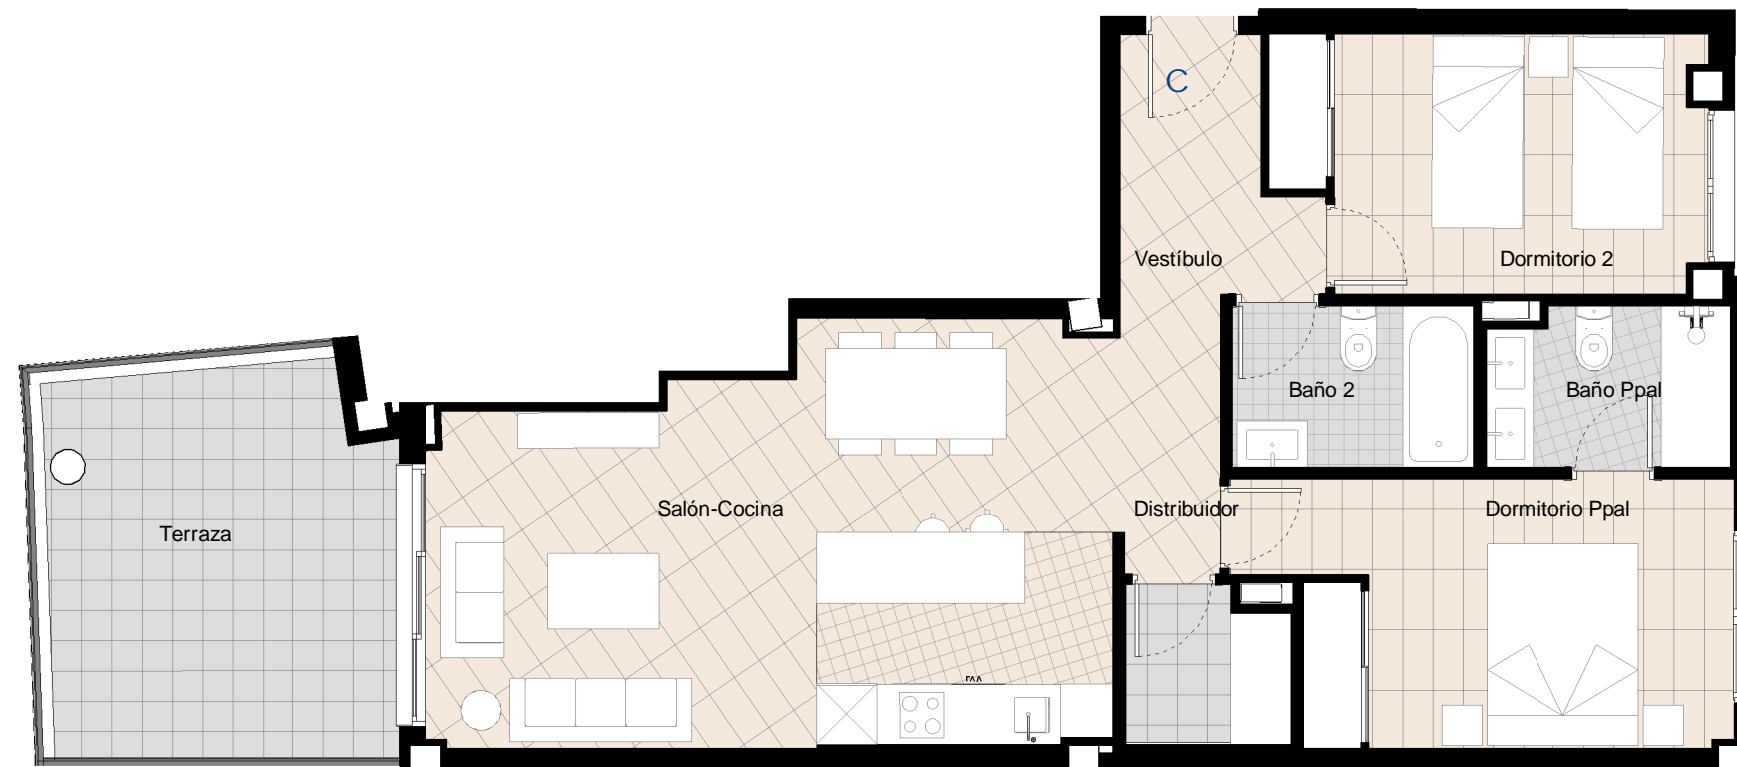 C
Vestíbulo
Dormitorio 2
Baño 2
Baño Ppal
Salón-Cocina
Distribuidor
Dormitorio Ppal
Terraza